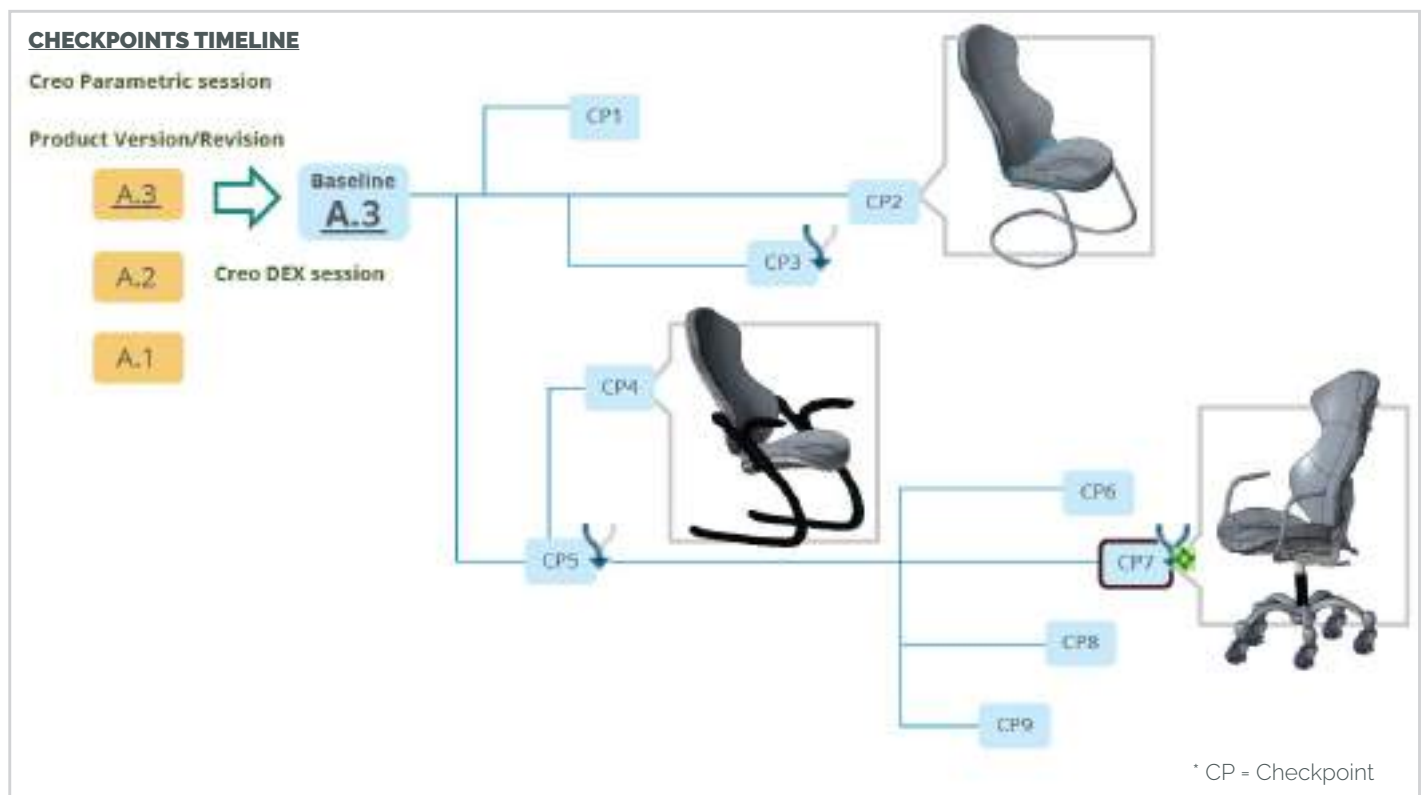 CHECKPOINTS TIMELINE
Creo Parametric session
Product Version/Revision
A.3
Baseline
A.3
A.2
Creo DEX session
A.1
CP1
CP2
CP3
CP4
CP5
CP6
CP7
CP8
CP9
* CP = Checkpoint